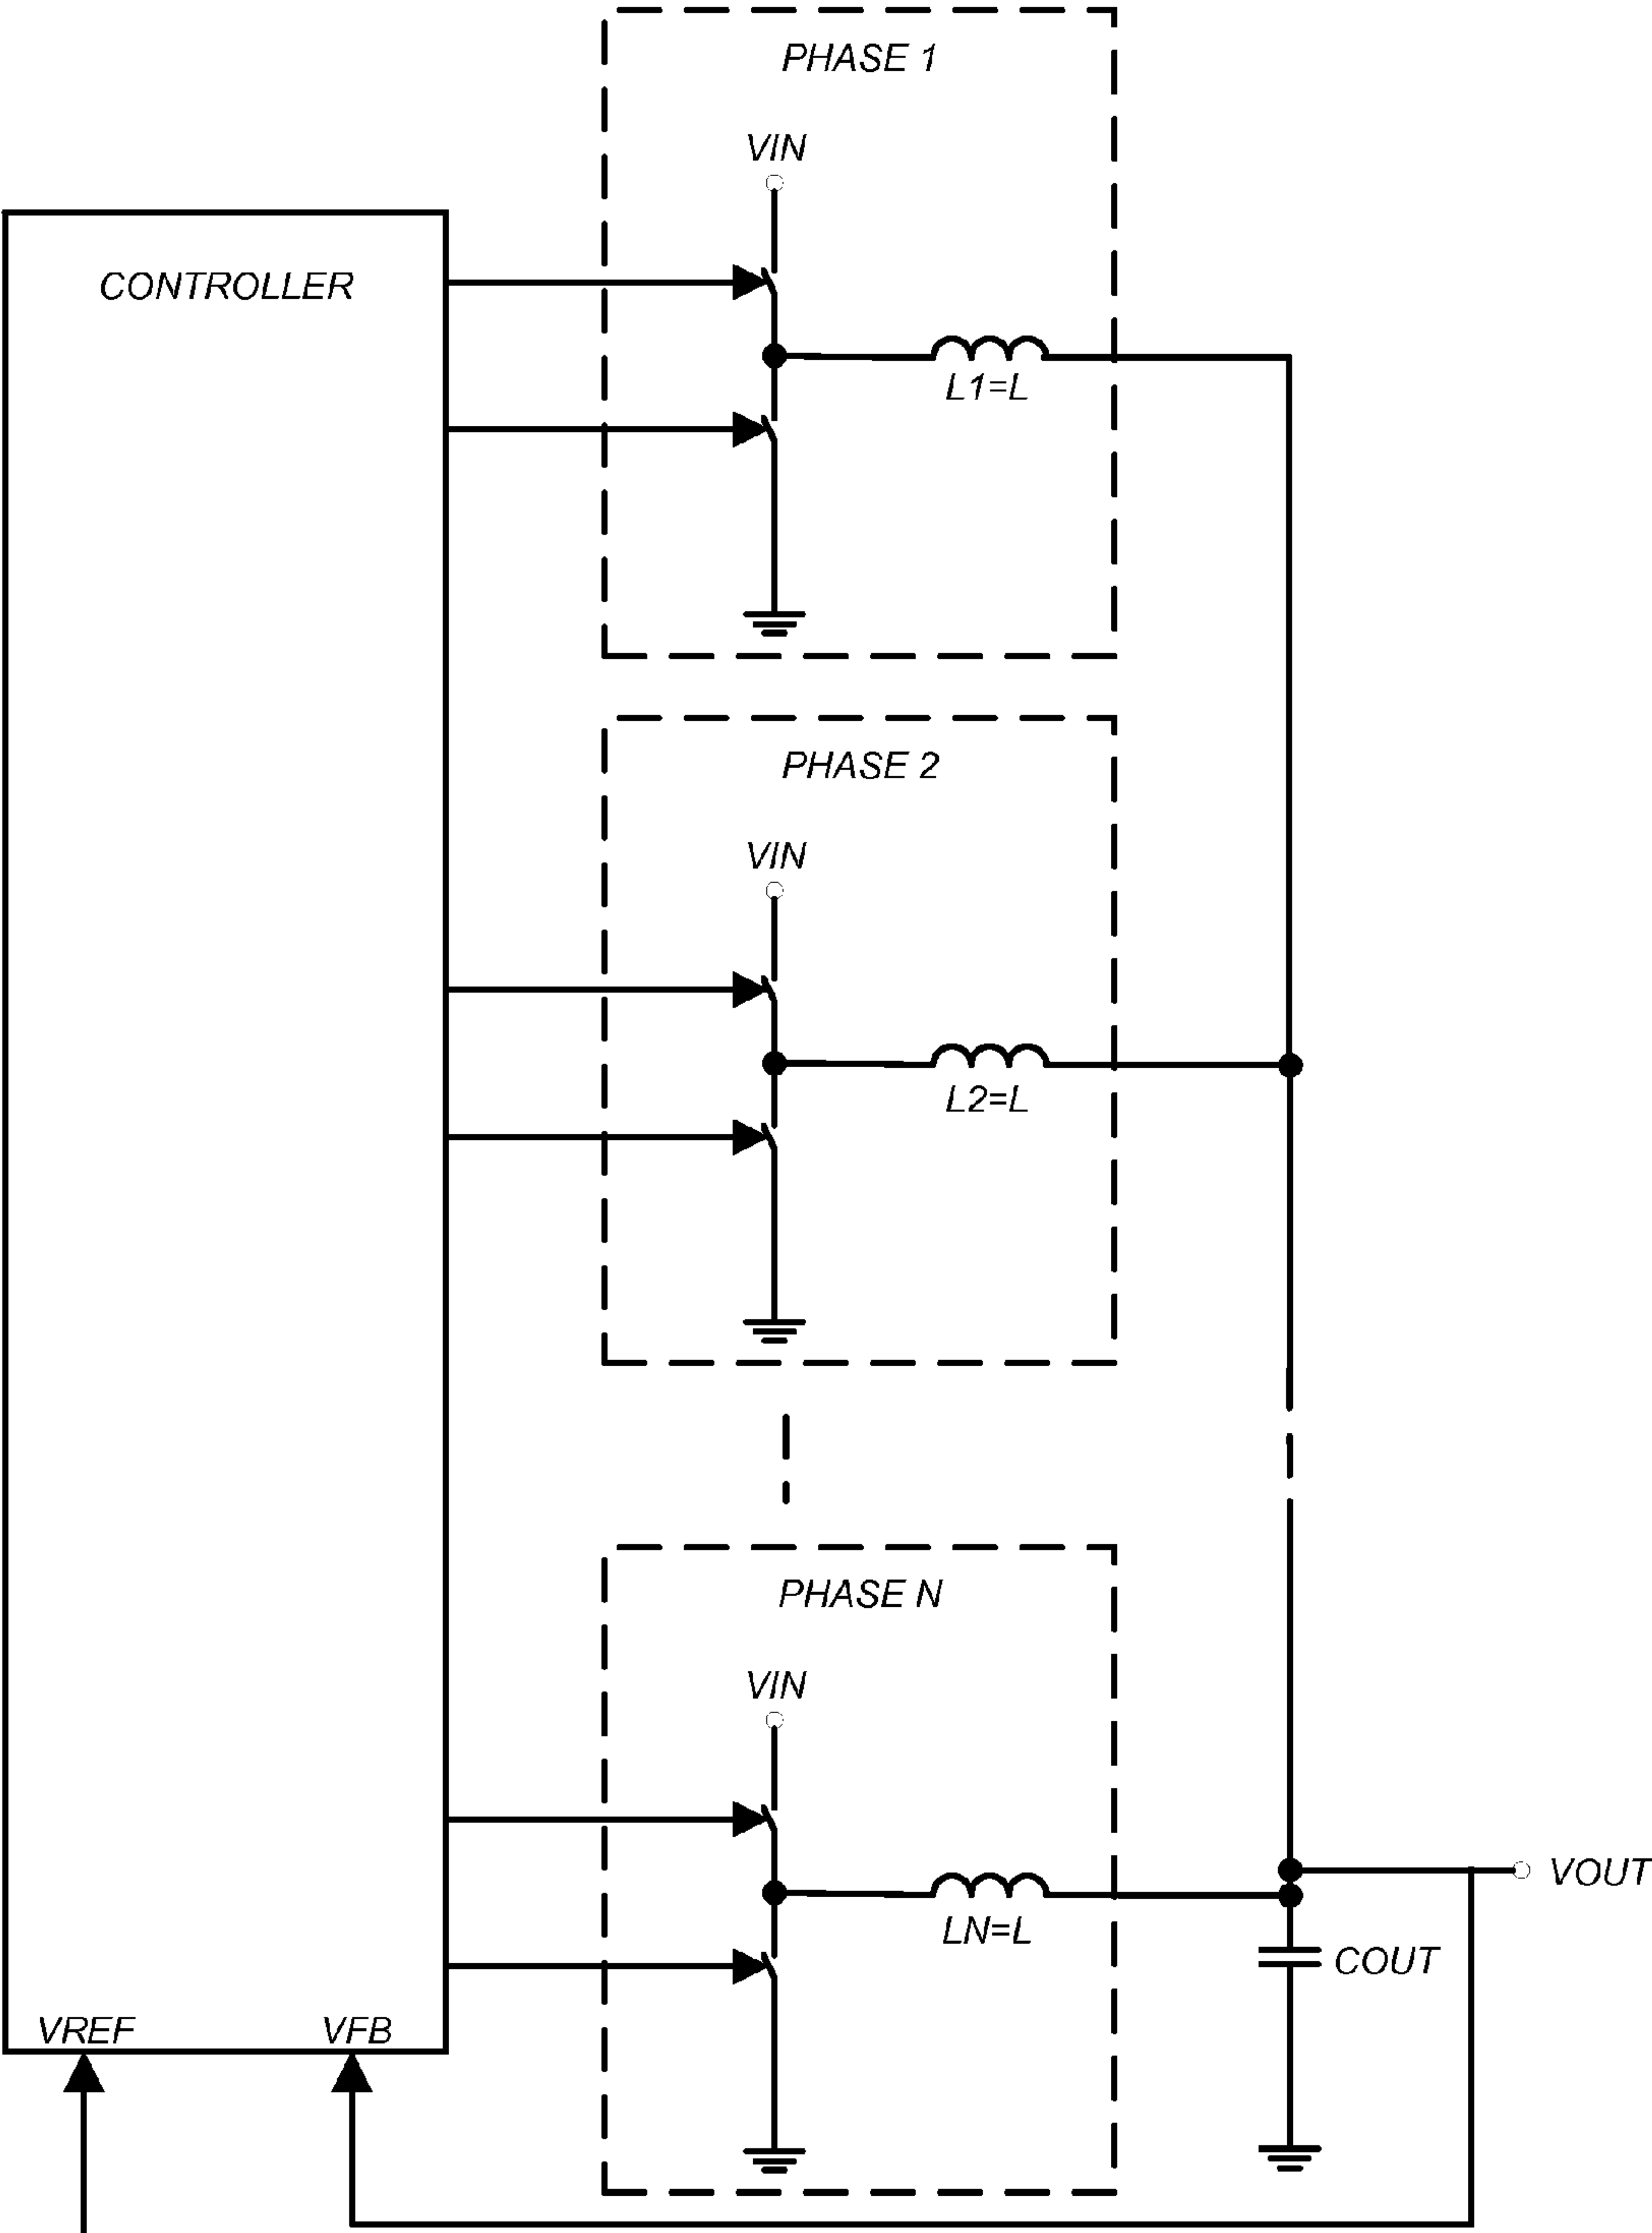 PHASE 1
VIN
CONTROLLER
L1=L
PHASE 2
VIN
L2=L
PHASE N
VIN
LN=L
VOUT
COUT
VREF
VFB